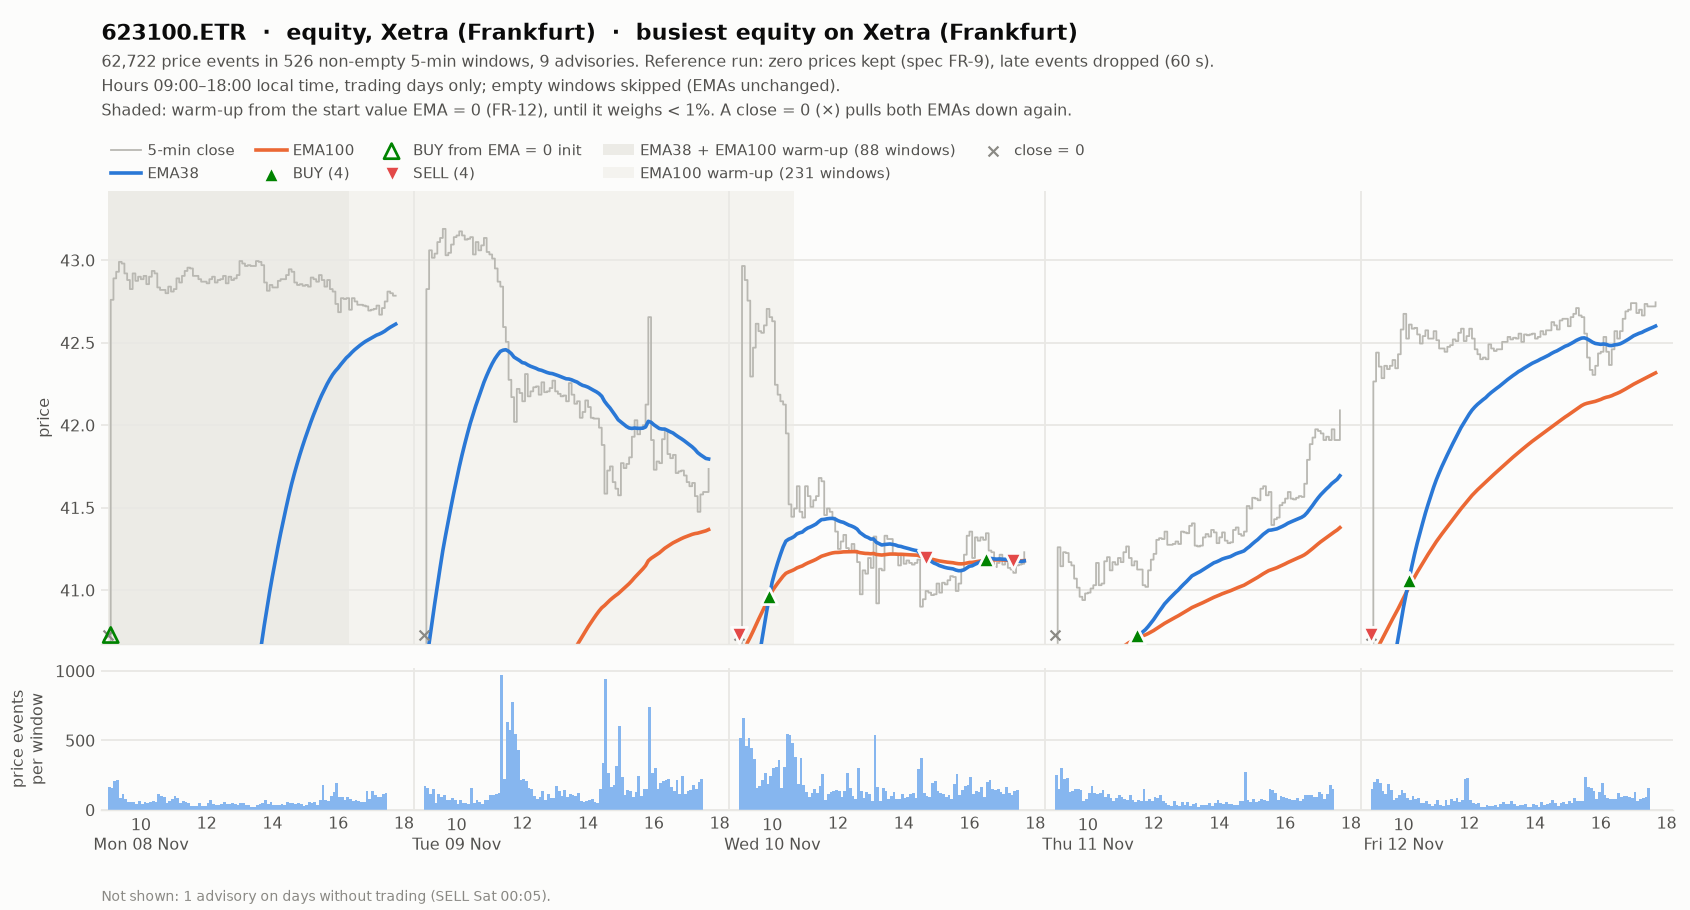 623100.ETR · equity, Xetra (Frankfurt) · busiest equity on Xetra (Frankfurt)
62,722 price events in 526 non-empty 5-min windows, 9 advisories. Reference run: zero prices kept (spec FR-9), late events dropped (60 s).
Hours 09:00–18:00 local time, trading days only; empty windows skipped (EMAs unchanged).
Shaded: warm-up from the start value EMA = 0 (FR-12), until it weighs < 1%. A close = 0 (×) pulls both EMAs down again.
5-min close EMA100 BUY from EMA = 0 init EMA38 + EMA100 warm-up (88 windows) close = 0
EMA38 BUY (4) SELL (4) EMA100 warm-up (231 windows)
price
43.0
42.5
42.0
41.5
41.0
price events
per window
1000
500
0
10 12 14 16 18 10 12 14 16 18 10 12 14 16 18 10 12 14 16 18 10 12 14 16 18
Mon 08 Nov Tue 09 Nov Wed 10 Nov Thu 11 Nov Fri 12 Nov
Not shown: 1 advisory on days without trading (SELL Sat 00:05).